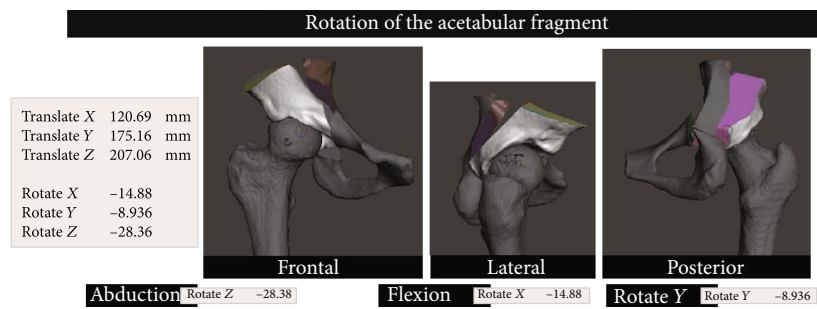 Rotation of the acetabular fragment
Translate X 120.69 mm
Translate Y 175.16 mm
Translate Z 207.06 mm
Rotate X –14.88
Rotate Y –8.936
Rotate Z –28.36
Frontal
Lateral
Posterior
Abduction Rotate Z –28.38
Flexion Rotate X –14.88
Rotate Y Rotate Y –8.936